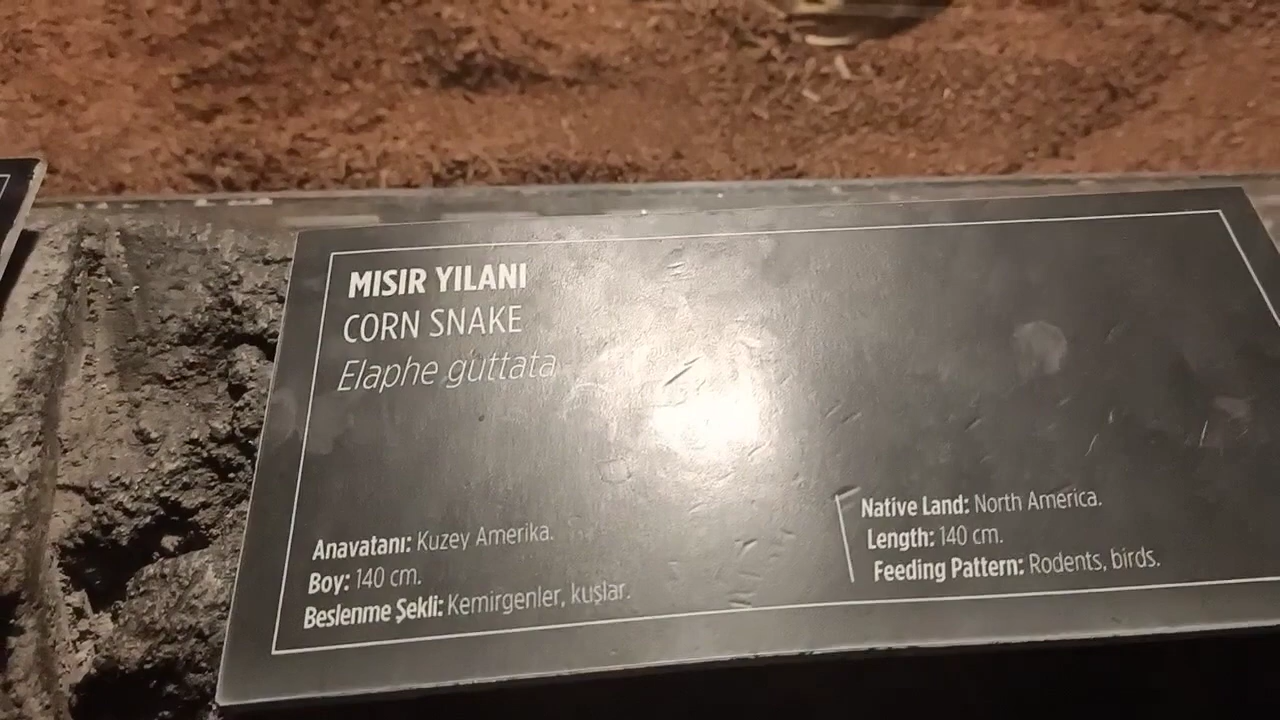 MISIR YILANI
CORN SNAKE
Elaphe guttata
Anavatanı: Kuzey Amerika.
Boy: 140 cm.
Beslenme Şekli: Kemirgenler, kuşlar.
Native Land: North America.
Length: 140 cm.
Feeding Pattern: Rodents, birds.